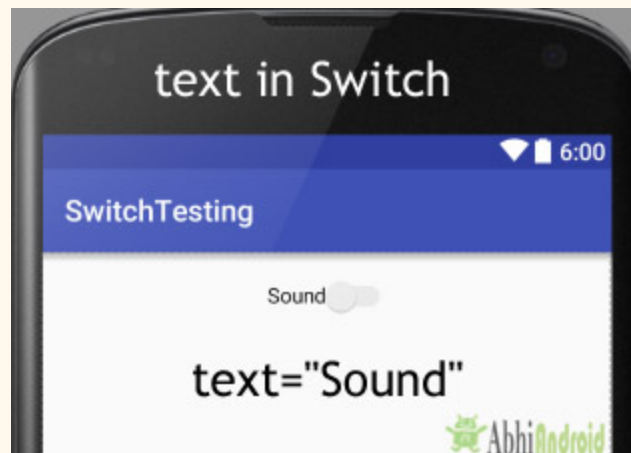 text in Switch
6:00
SwitchTesting
Sound
text="Sound"
AbhiAndroid